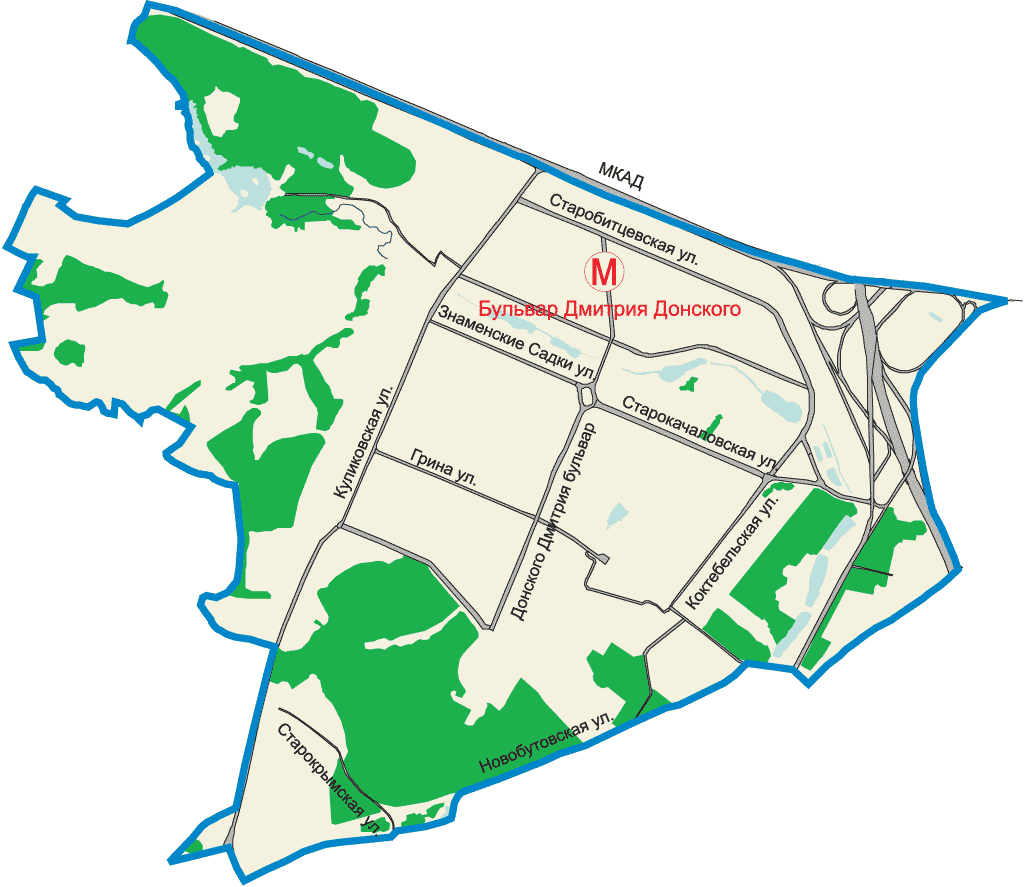 МКАД
Старобитцевская ул.
М
Бульвар Дмитрия Донского
Знаменские Садки ул.
Старокачаловская ул.
Куликовская ул.
Грина ул.
Донского Дмитрия бульвар
Коктебельская ул.
Новобутовская ул.
Старокрымская ул.